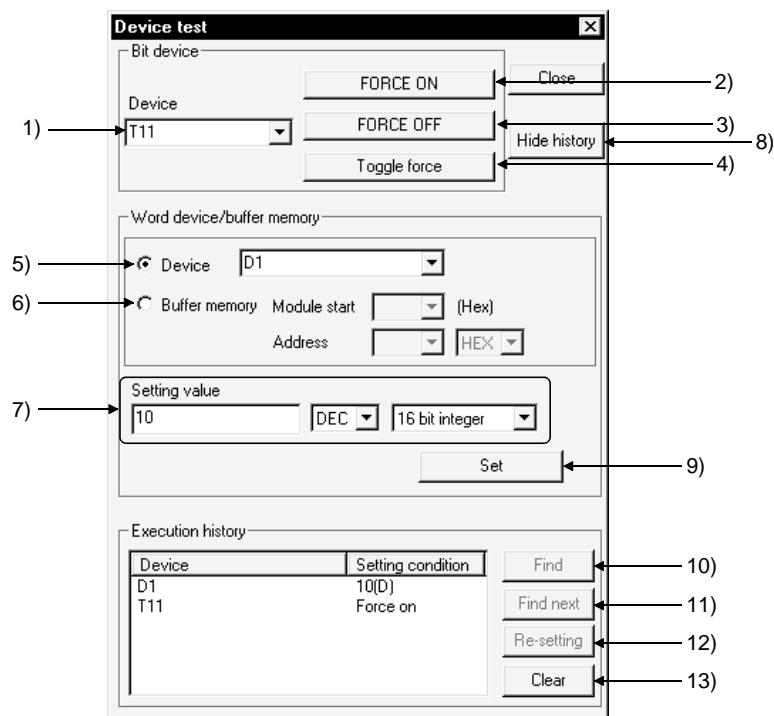 Device test
Bit device
FORCE ON
Close
2)
Device
1)
T11
FORCE OFF
3)
Hide history
8)
Toggle force
4)
Word device/buffer memory
5)
Device
D1
6)
Buffer memory
Module start
(Hex)
Address
HEX
Setting value
7)
10
DEC
16 bit integer
Set
9)
Execution history
Device
Setting condition
Find
10)
D1
10(D)
T11
Force on
Find next
11)
Re-setting
12)
Clear
13)